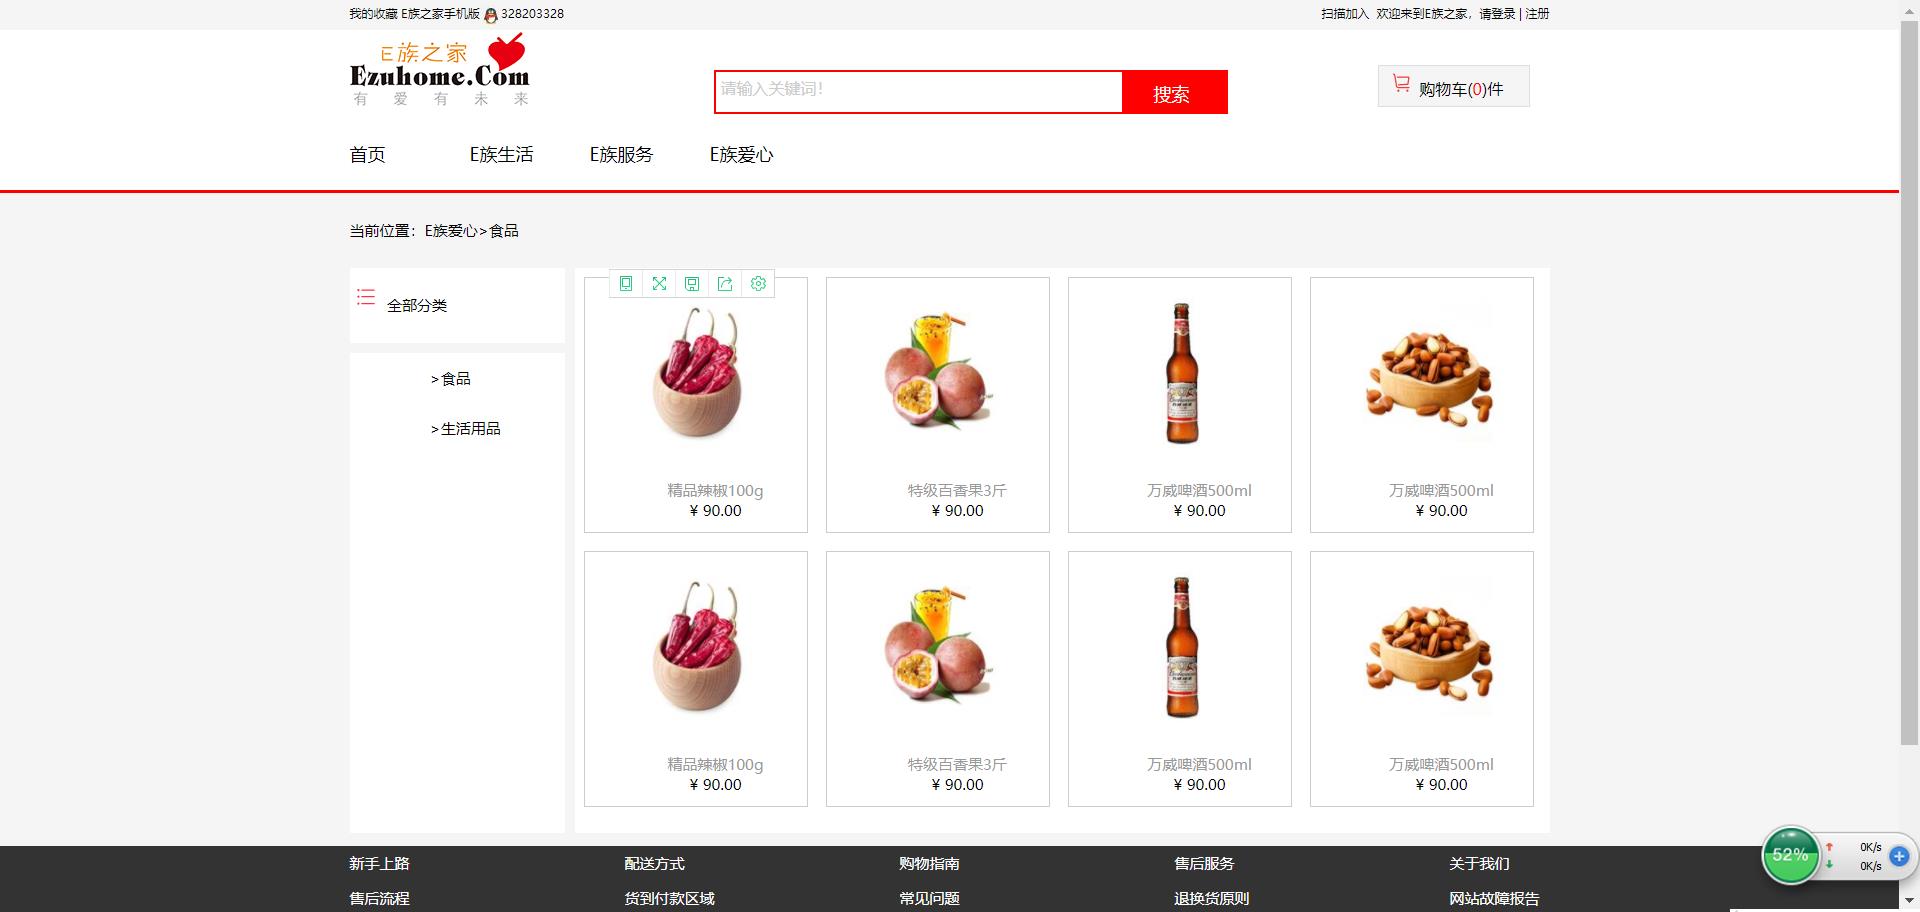 我的收藏 E族之家手机版 328203328
扫描加入 欢迎来到E族之家，请登录 | 注册
E族之家
Ezuhome.Com
有 爱 有 未 来
请输入关键词！
搜索
购物车(0)件
首页
E族生活
E族服务
E族爱心
当前位置：E族爱心>食品
全部分类
>食品
>生活用品
精品辣椒100g
¥ 90.00
特级百香果3斤
¥ 90.00
万威啤酒500ml
¥ 90.00
万威啤酒500ml
¥ 90.00
精品辣椒100g
¥ 90.00
特级百香果3斤
¥ 90.00
万威啤酒500ml
¥ 90.00
万威啤酒500ml
¥ 90.00
新手上路
配送方式
购物指南
售后服务
关于我们
售后流程
货到付款区域
常见问题
退换货原则
网站故障报告
52%
0K/s
0K/s